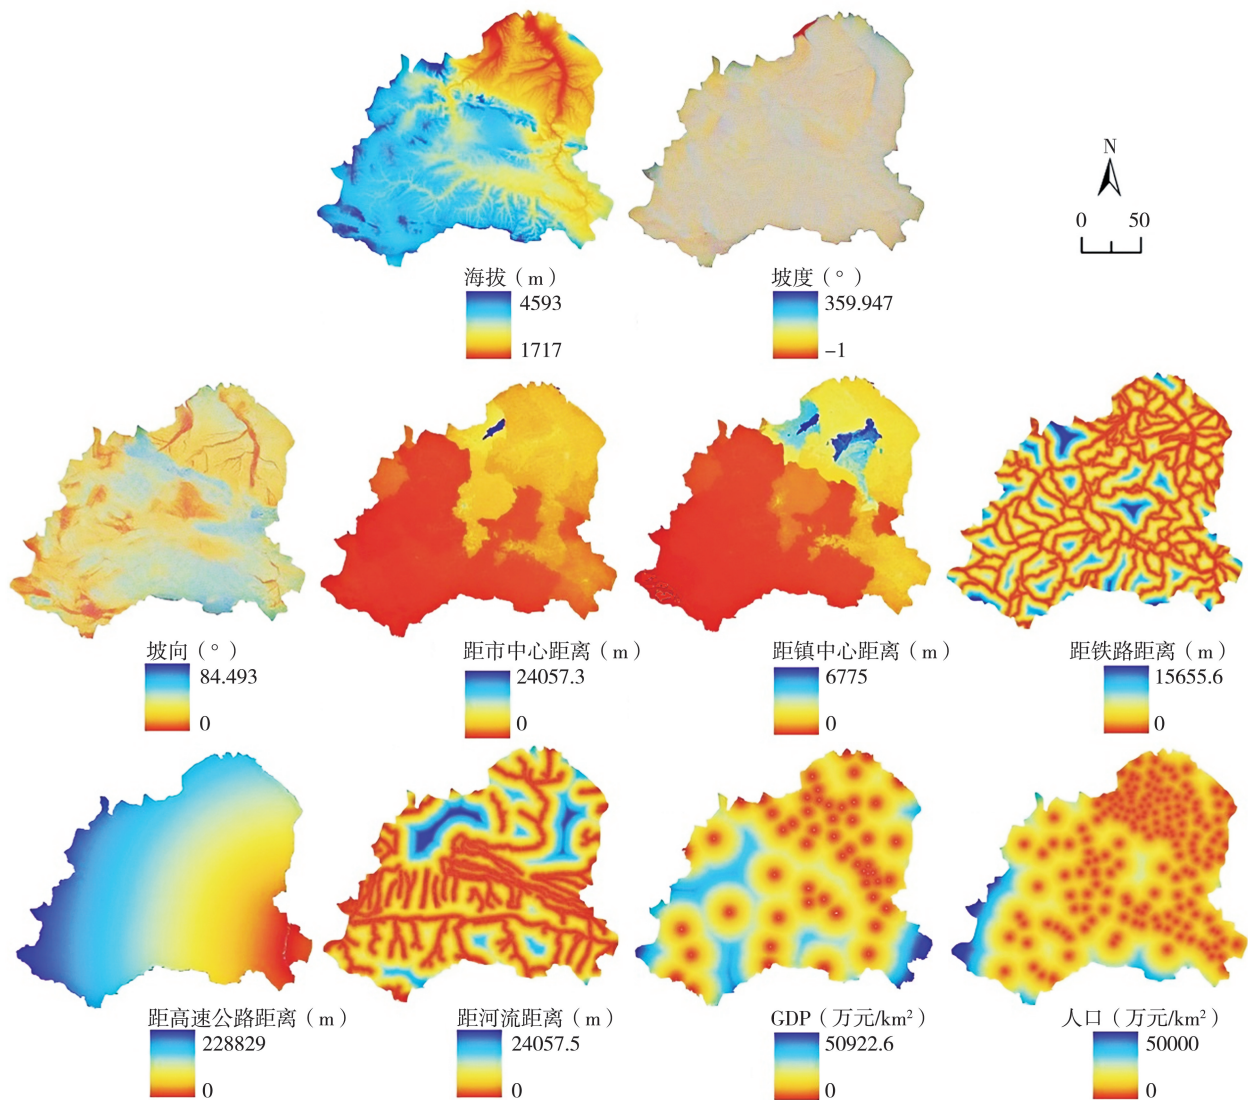 N
0 50
海拔（m）
4593
1717
坡度（°）
359.947
-1
坡向（°）
84.493
0
距市中心距离（m）
24057.3
0
距镇中心距离（m）
6775
0
距铁路距离（m）
15655.6
0
距高速公路距离（m）
228829
0
距河流距离（m）
24057.5
0
GDP（万元/km²）
50922.6
0
人口（万元/km²）
50000
0